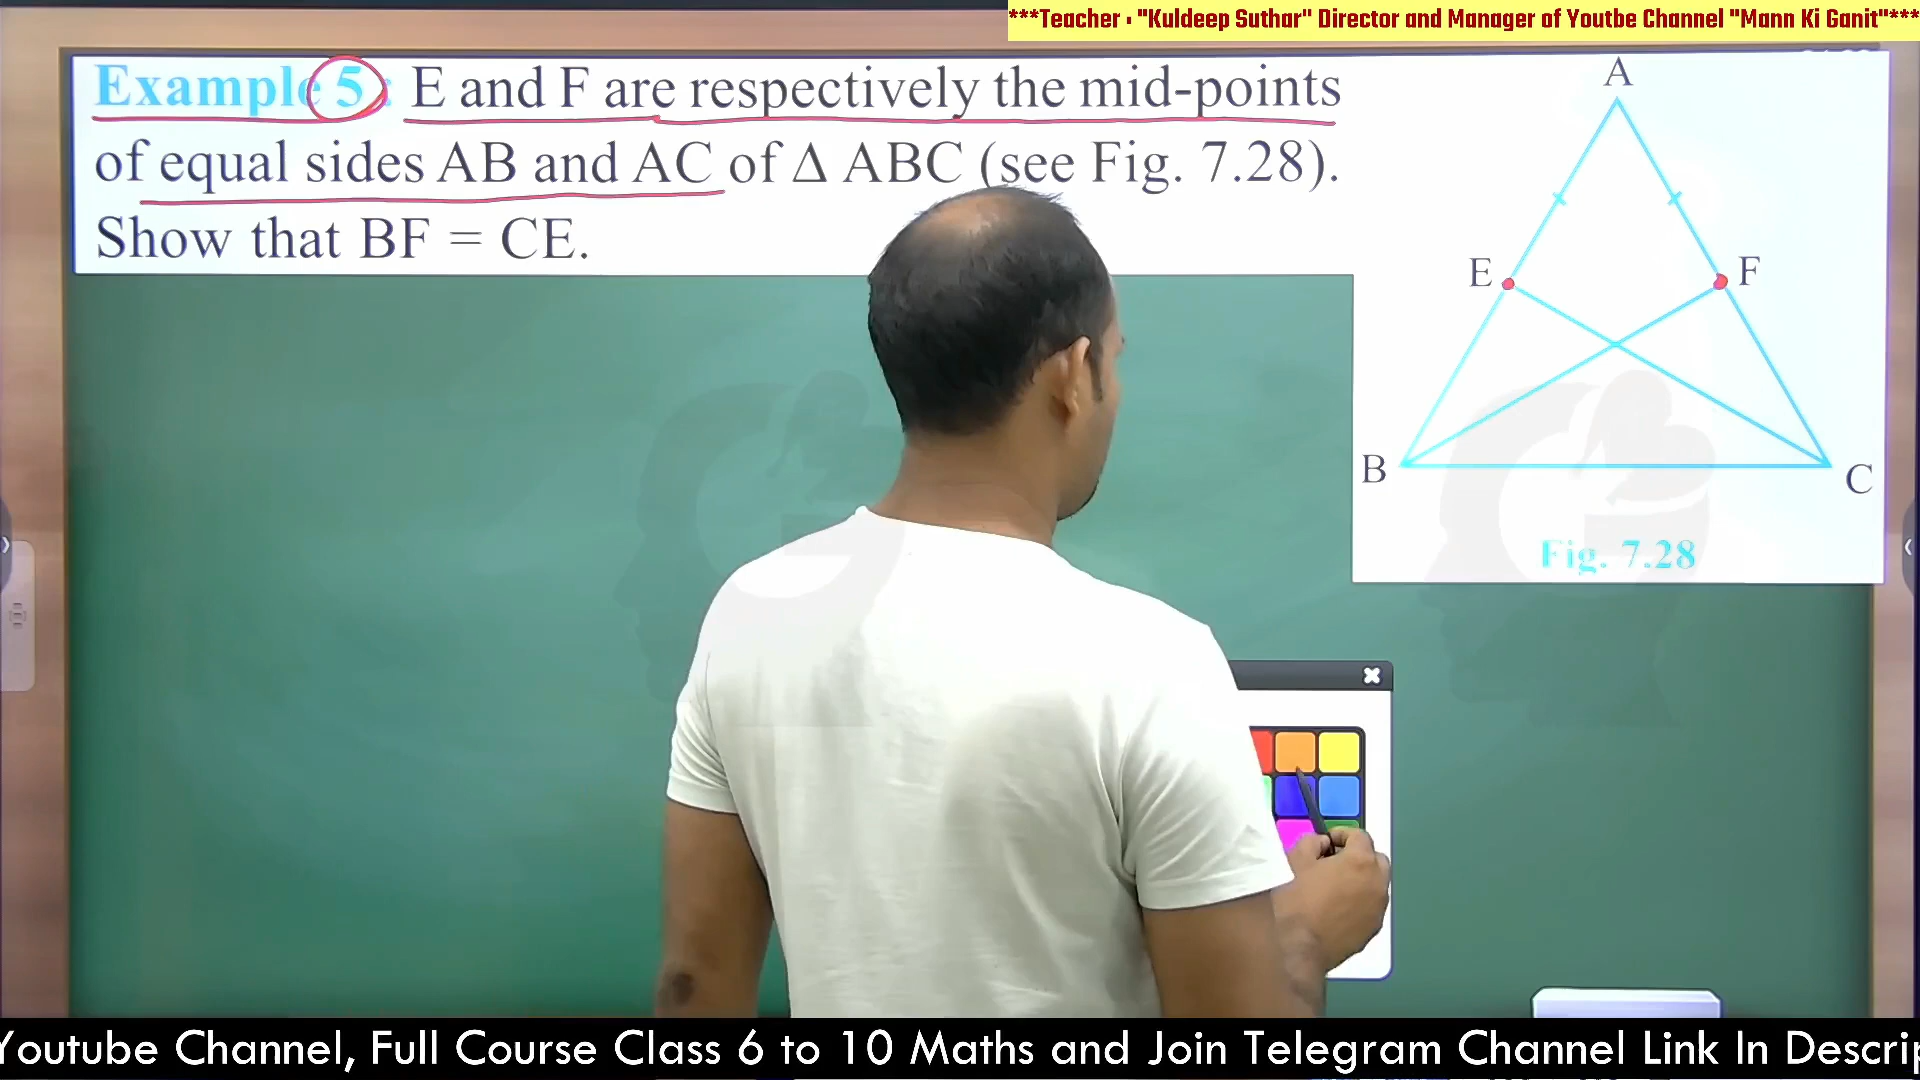 ***Teacher : "Kuldeep Suthar" Director and Manager of Youtbe Channel "Mann Ki Ganit"***
Example 5: E and F are respectively the mid-points
of equal sides AB and AC of Δ ABC (see Fig. 7.28).
Show that BF = CE.
A
E
F
B
C
Fig. 7.28
Youtube Channel, Full Course Class 6 to 10 Maths and Join Telegram Channel Link In Descrip